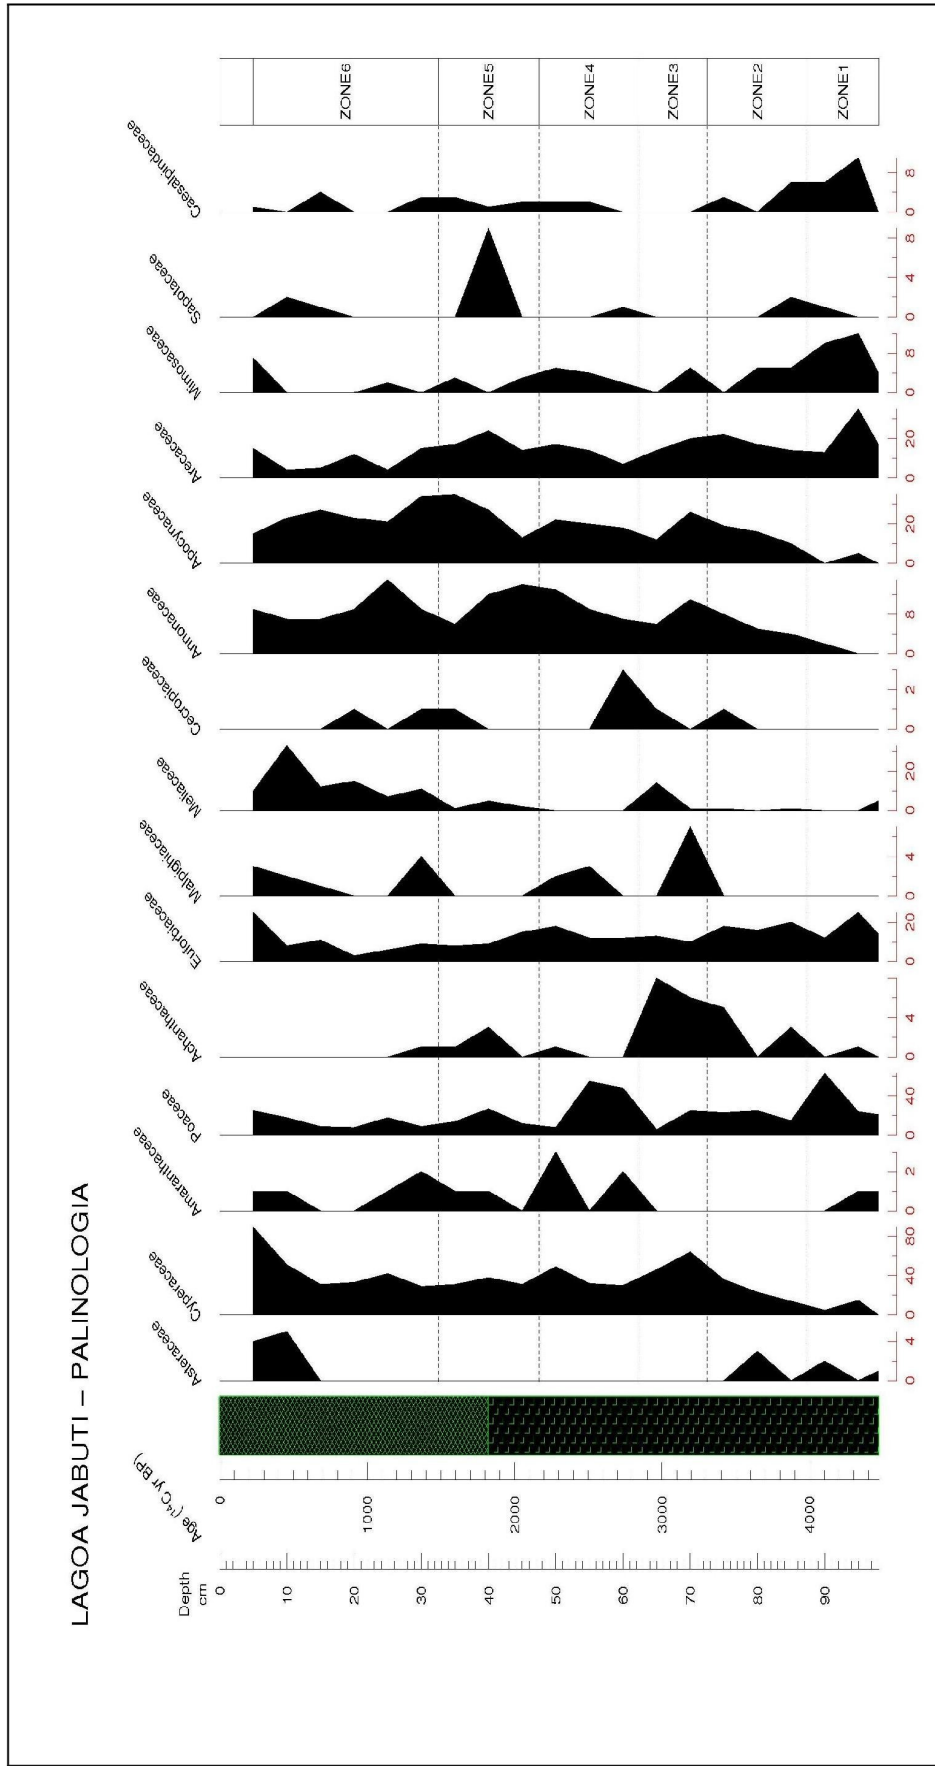 LAGOA JABUTI – PALINOLOGIA
Depth
cm
Age (¹⁴C yr BP)
Asteraceae
Cyperaceae
Amaranthaceae
Poaceae
Achanthaceae
Euforbiaceae
Malpighiaceae
Meliaceae
Cecropiaceae
Annonaceae
Apocynaceae
Arecaceae
Mimosaceae
Sapotaceae
Caesalpindaceae
0
10
20
30
40
50
60
70
80
90
0
1000
2000
3000
4000
ZONE6
ZONE5
ZONE4
ZONE3
ZONE2
ZONE1
0 4
0 40 80
0 2
0 40
0 4
0 20
0 4
0 20
0 2
0 8
0 20
0 20
0 8
0 4 8
0 8